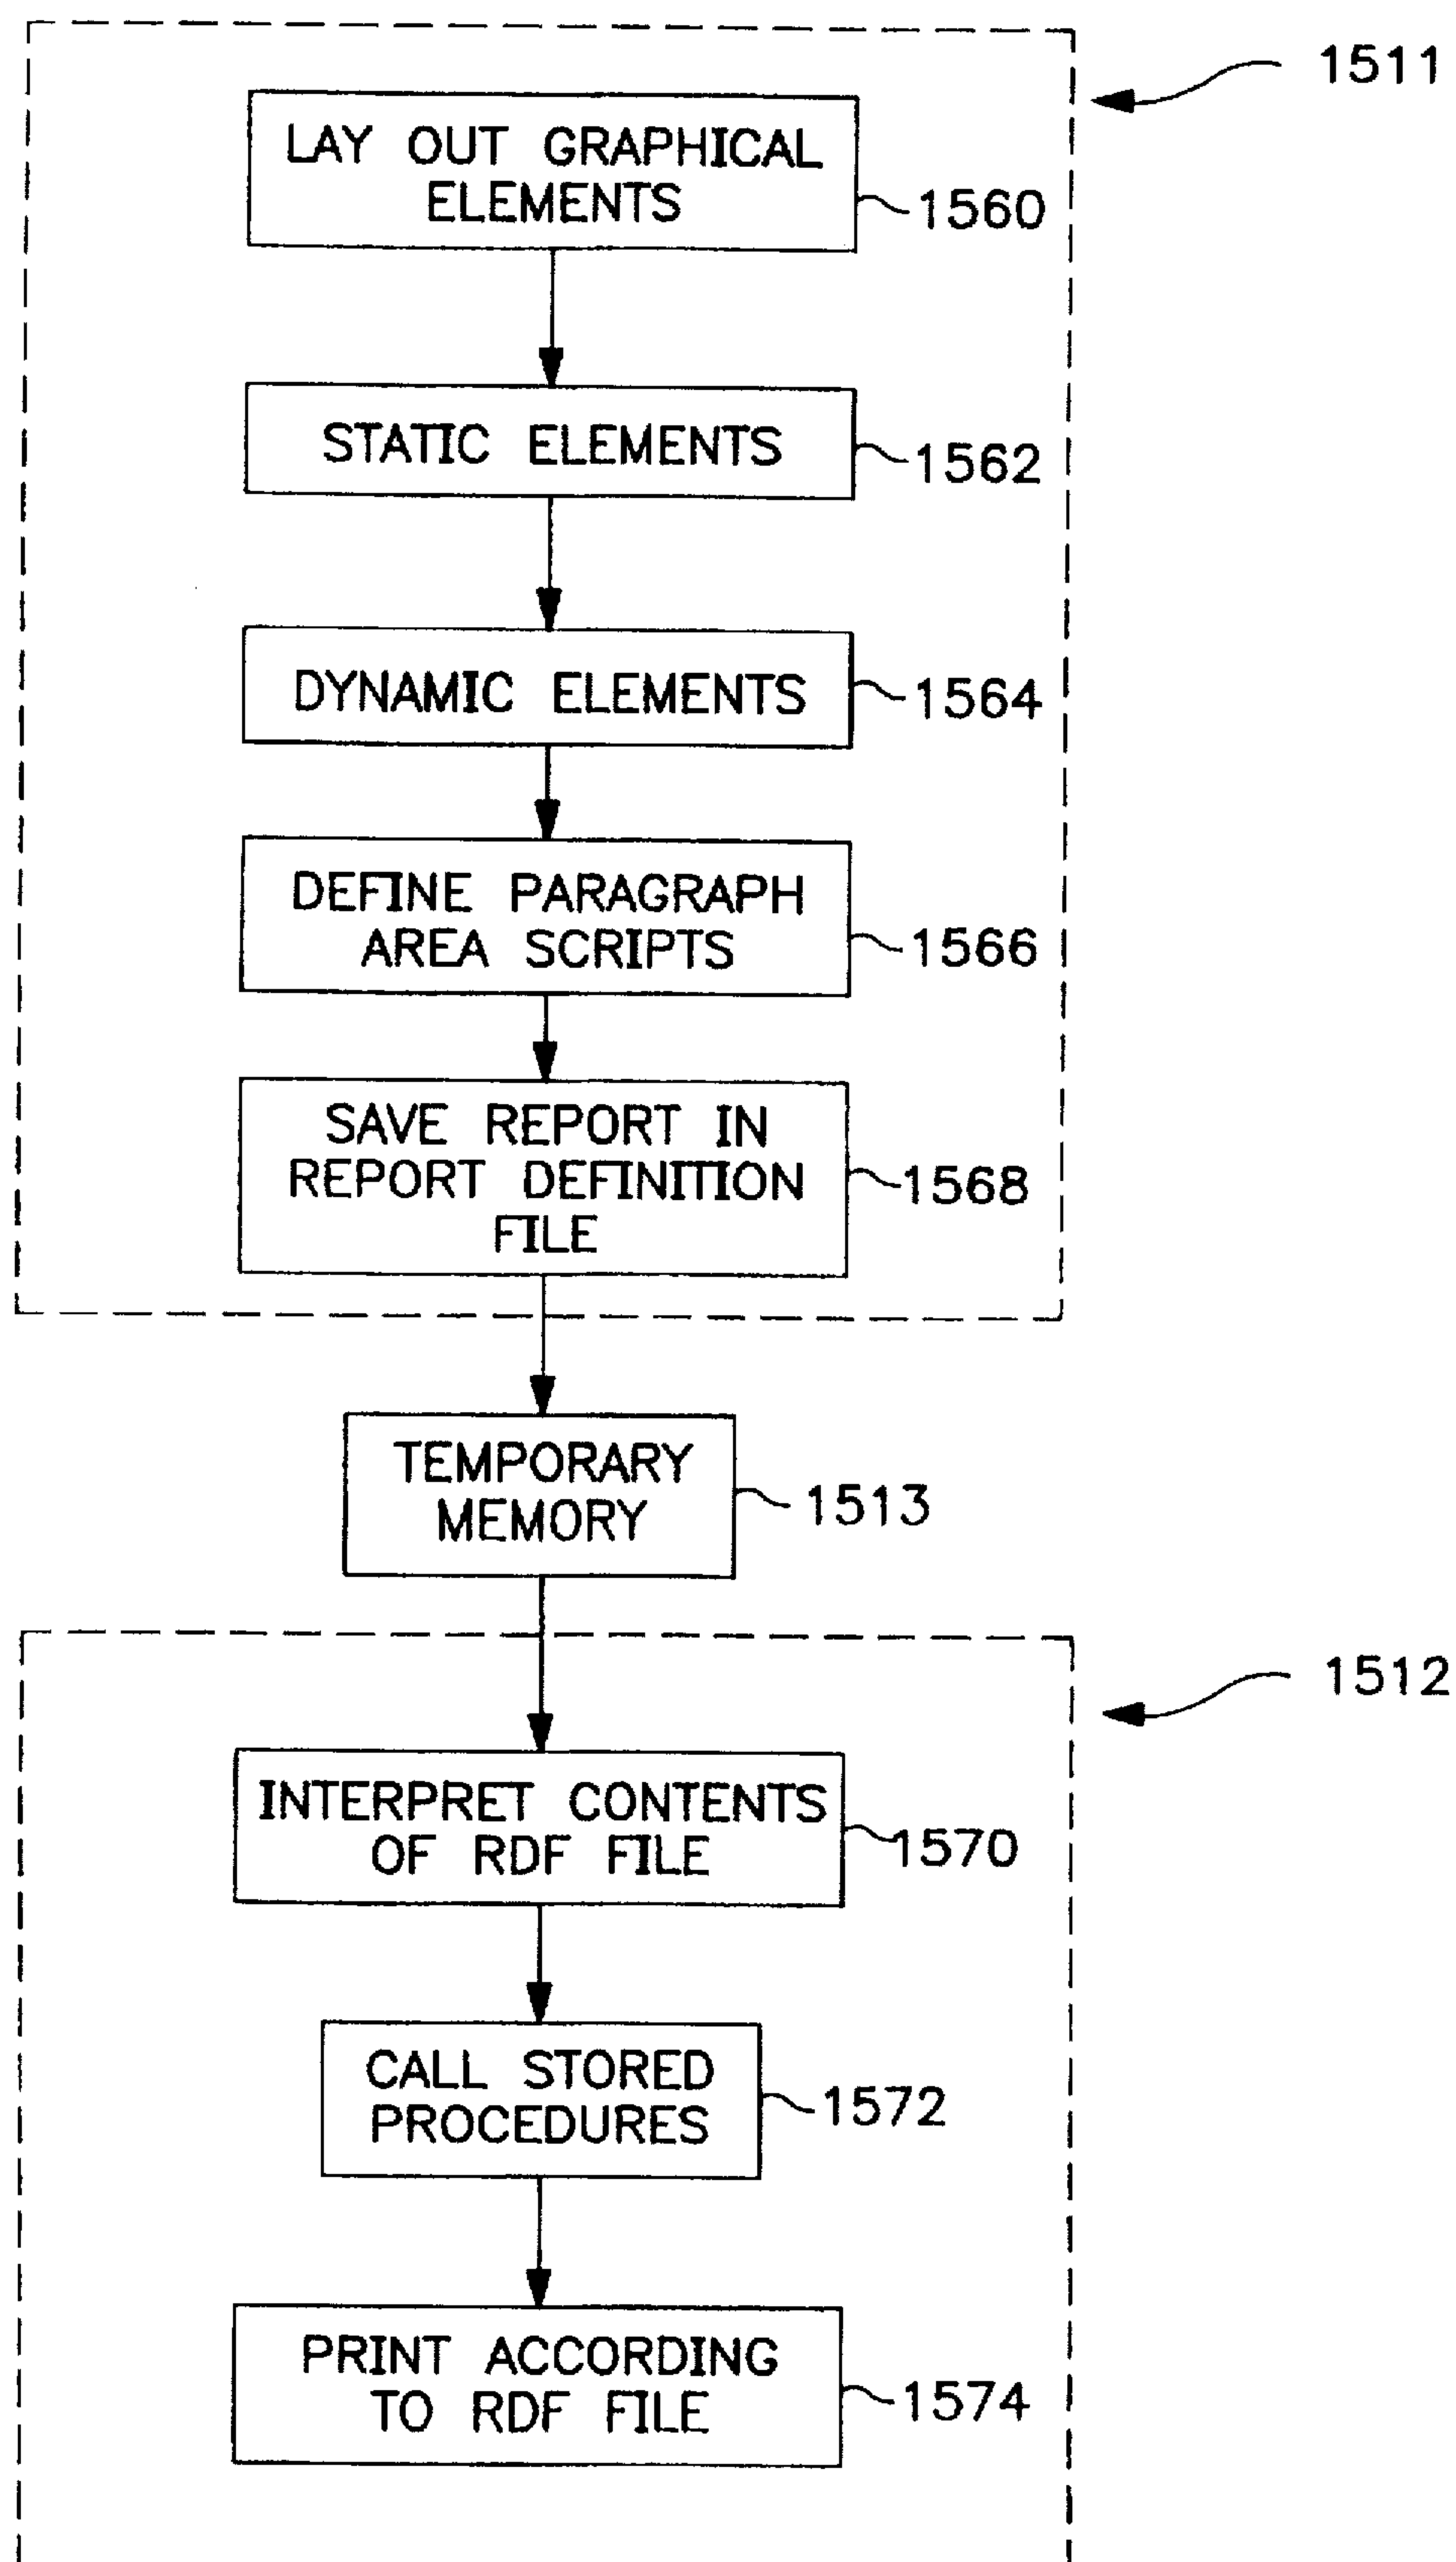 1511
LAY OUT GRAPHICAL
ELEMENTS
1560
STATIC ELEMENTS
1562
DYNAMIC ELEMENTS
1564
DEFINE PARAGRAPH
AREA SCRIPTS
1566
SAVE REPORT IN
REPORT DEFINITION
FILE
1568
TEMPORARY
MEMORY
1513
1512
INTERPRET CONTENTS
OF RDF FILE
1570
CALL STORED
PROCEDURES
1572
PRINT ACCORDING
TO RDF FILE
1574